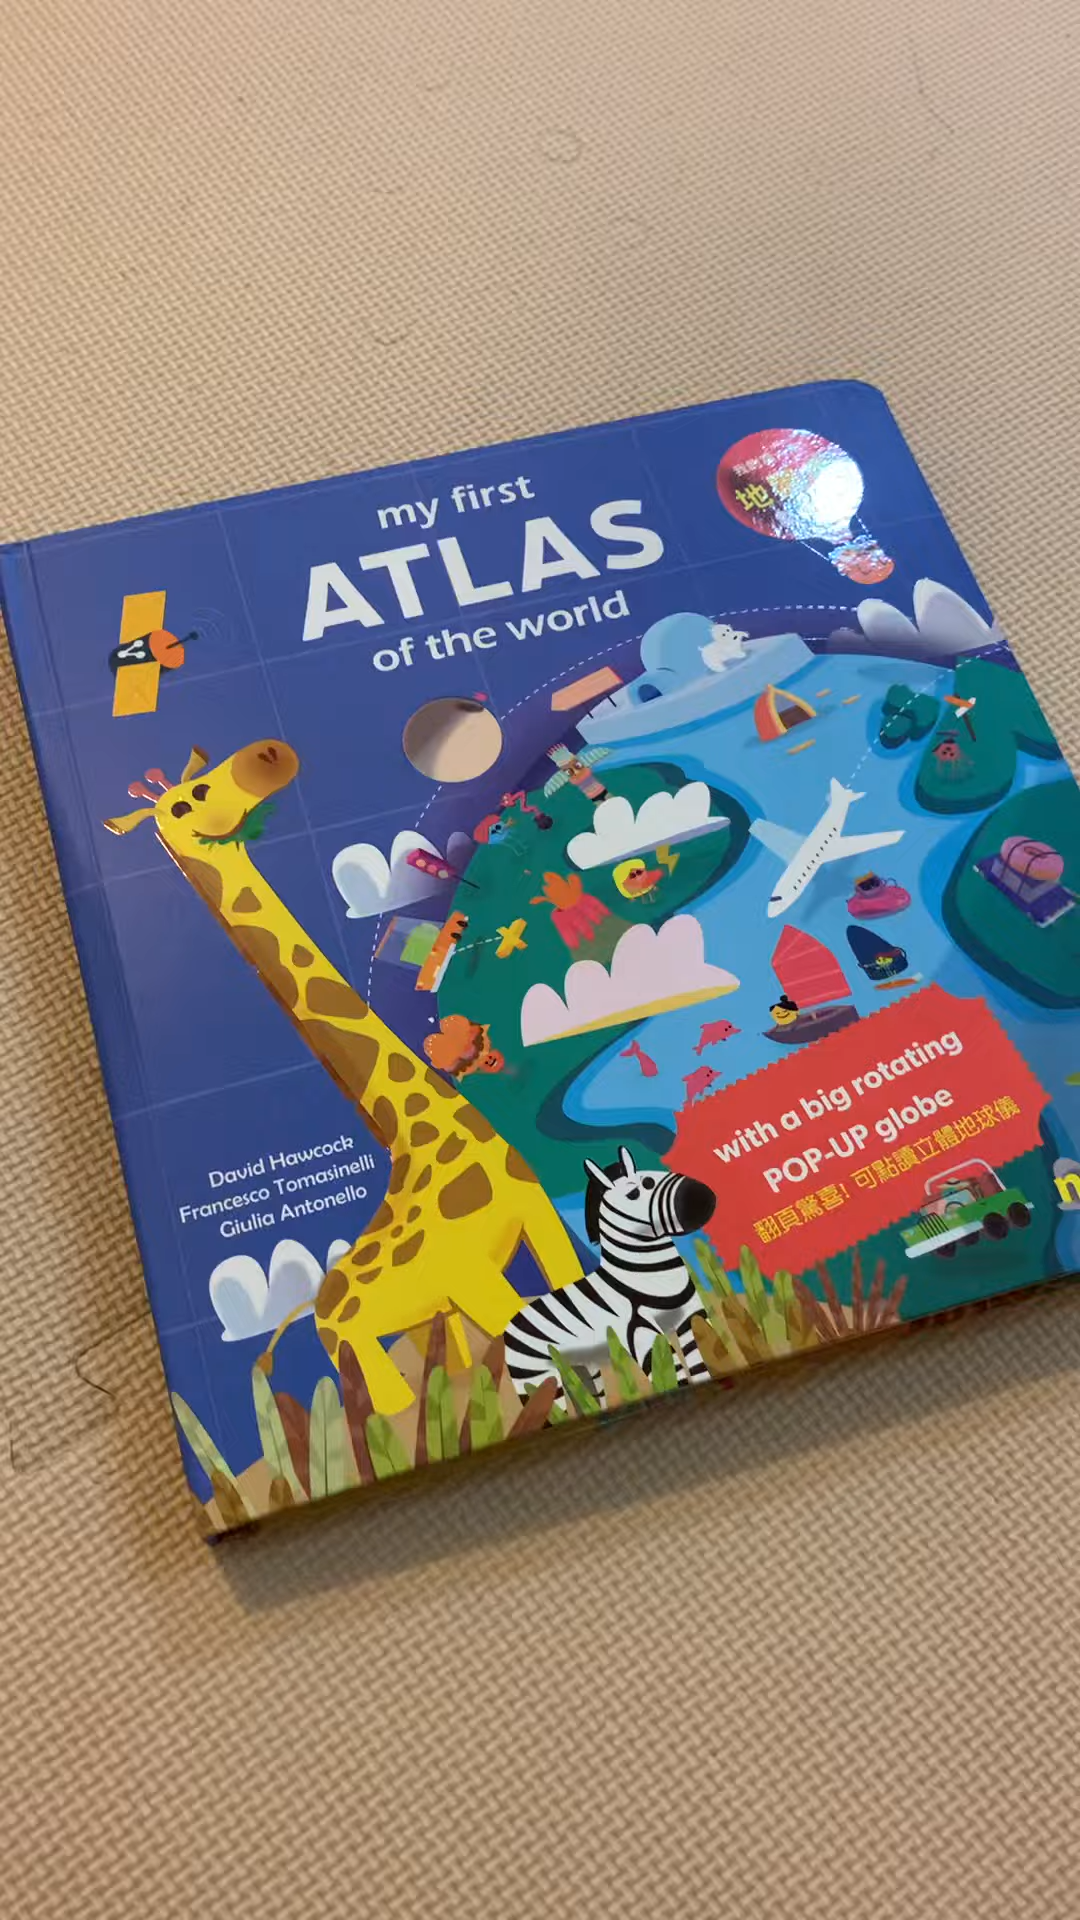 my first
ATLAS
of the world
地
David Hawcock
Francesco Tomasinelli
Giulia Antonello
with a big rotating
POP-UP globe
翻頁驚喜! 可點讀立體地球儀